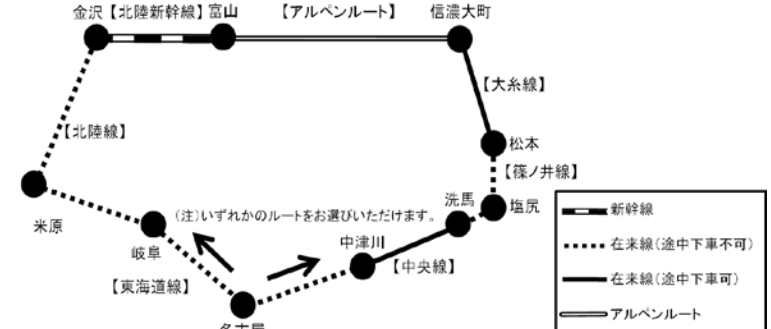 金沢【北陸新幹線】富山
【アルペンルート】
信濃大町
【大糸線】
【北陸線】
松本
【篠ノ井線】
洗馬
塩尻
米原
(注)いずれかのルートをお選びいただけます。
岐阜
中津川
【中央線】
【東海道線】
名古屋
新幹線
在来線(途中下車不可)
在来線(途中下車可)
アルペンルート